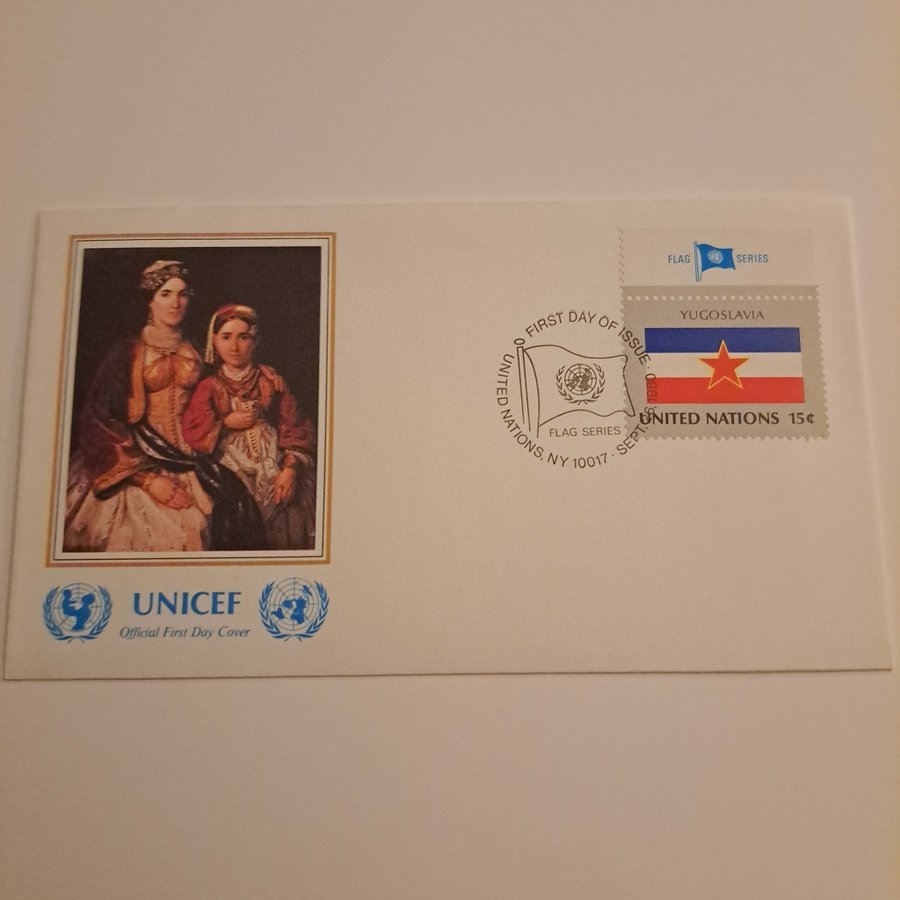 FLAG SERIES
YUGOSLAVIA
UNITED NATIONS 15¢
FIRST DAY OF ISSUE · SEPT. 26, 1980
UNITED NATIONS, NY 10017 ·
FLAG SERIES
UNICEF
Official First Day Cover